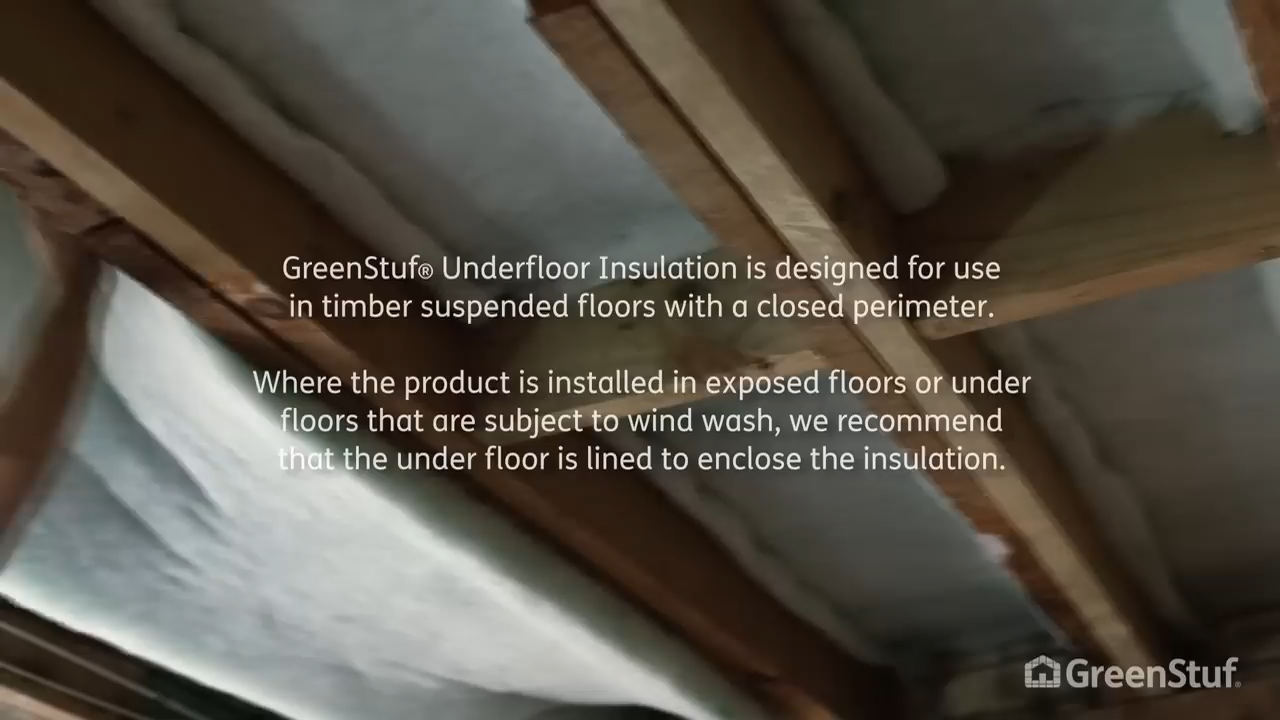 GreenStuf® Underfloor Insulation is designed for use
in timber suspended floors with a closed perimeter.
Where the product is installed in exposed floors or under
floors that are subject to wind wash, we recommend
that the under floor is lined to enclose the insulation.
GreenStuf®